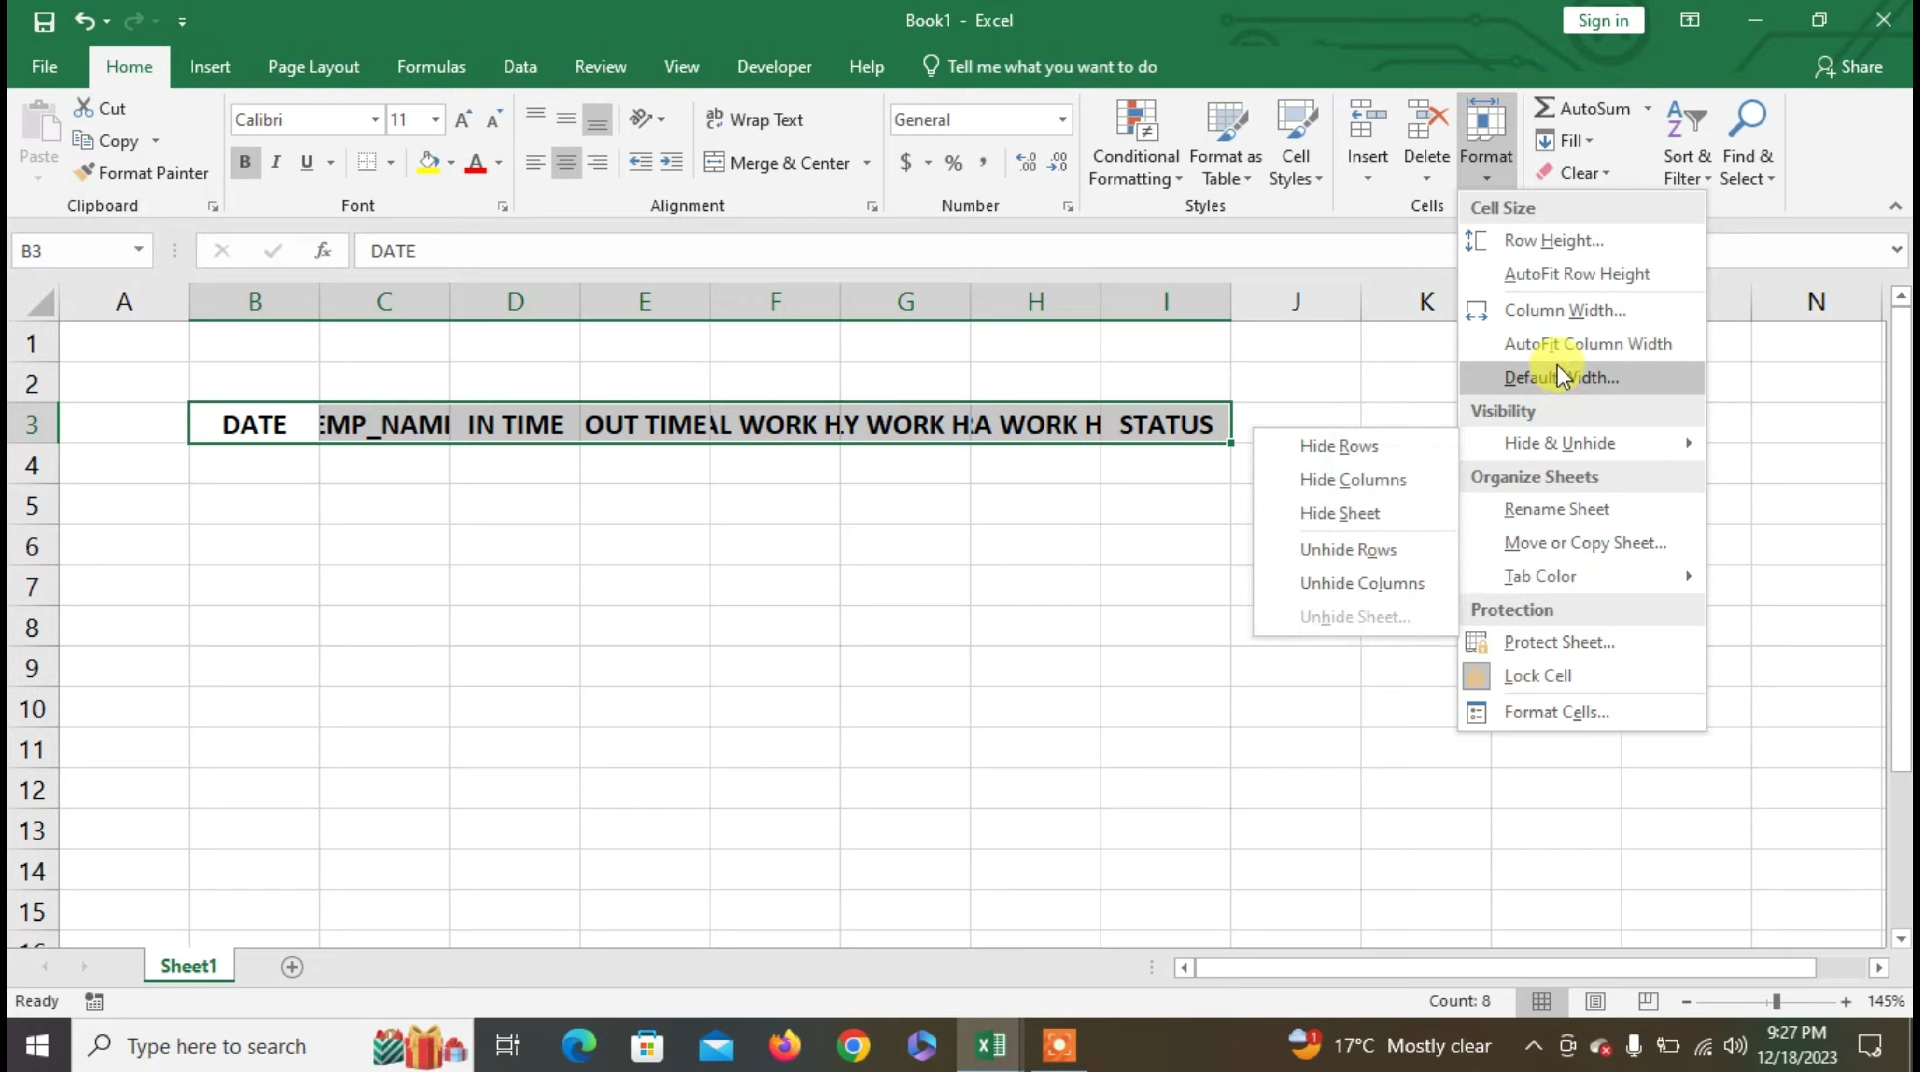 Book1 - Excel
Sign in
File Home Insert Page Layout Formulas Data Review View Developer Help Tell me what you want to do Share
Paste
Cut
Copy
Format Painter
Clipboard
Calibri 11
B I U A
Font
Wrap Text
Merge & Center
Alignment
General
$ % ,
Number
Conditional Formatting
Format as Table
Cell Styles
Styles
Insert
Delete
Format
Cells
AutoSum
Fill
Clear
Sort & Filter
Find & Select
B3 fx DATE
Cell Size
Row Height...
AutoFit Row Height
Column Width...
AutoFit Column Width
Default Width...
Visibility
Hide & Unhide
Organize Sheets
Rename Sheet
Move or Copy Sheet...
Tab Color
Protection
Protect Sheet...
Lock Cell
Format Cells...
Hide Rows
Hide Columns
Hide Sheet
Unhide Rows
Unhide Columns
Unhide Sheet...
A B C D E F G H I J K N
1
2
3 DATE EMP_NAME IN TIME OUT TIME AL WORK H LY WORK H RA WORK H STATUS
4
5
6
7
8
9
10
11
12
13
14
15
Sheet1
Ready Count: 8 145%
Type here to search
17°C Mostly clear
9:27 PM
12/18/2023